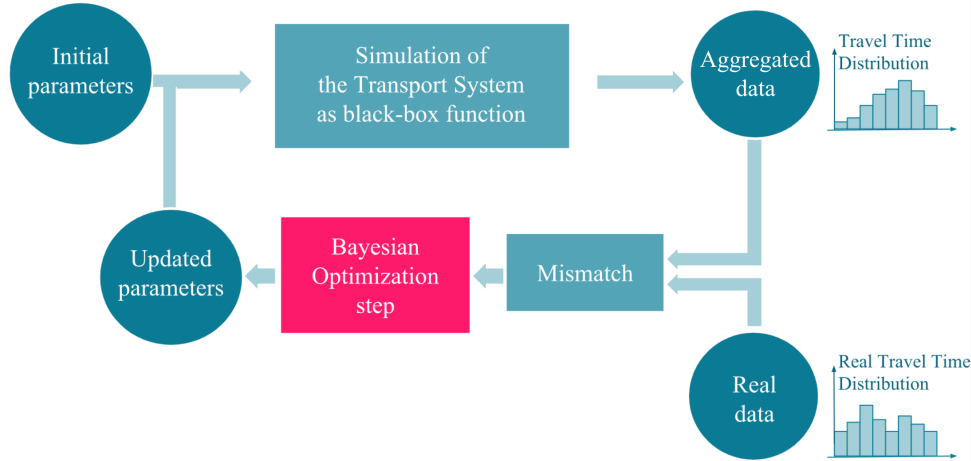 Initial
parameters
Simulation of
the Transport System
as black-box function
Aggregated
data
Travel Time
Distribution
Updated
parameters
Bayesian
Optimization
step
Mismatch
Real
data
Real Travel Time
Distribution